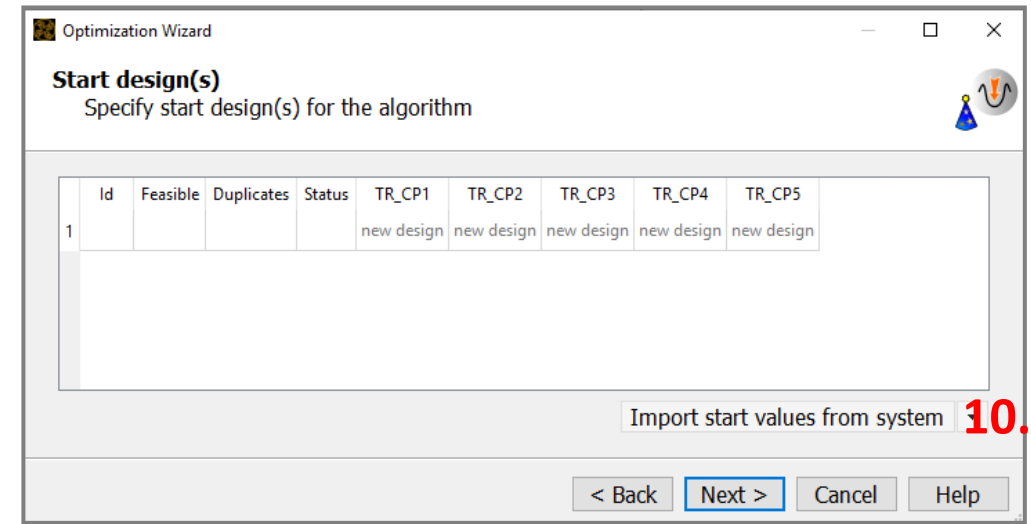 Optimization Wizard
Start design(s)
Specify start design(s) for the algorithm
Id Feasible Duplicates Status TR_CP1 TR_CP2 TR_CP3 TR_CP4 TR_CP5
1 new design new design new design new design new design
Import start values from system 10.
< Back Next > Cancel Help